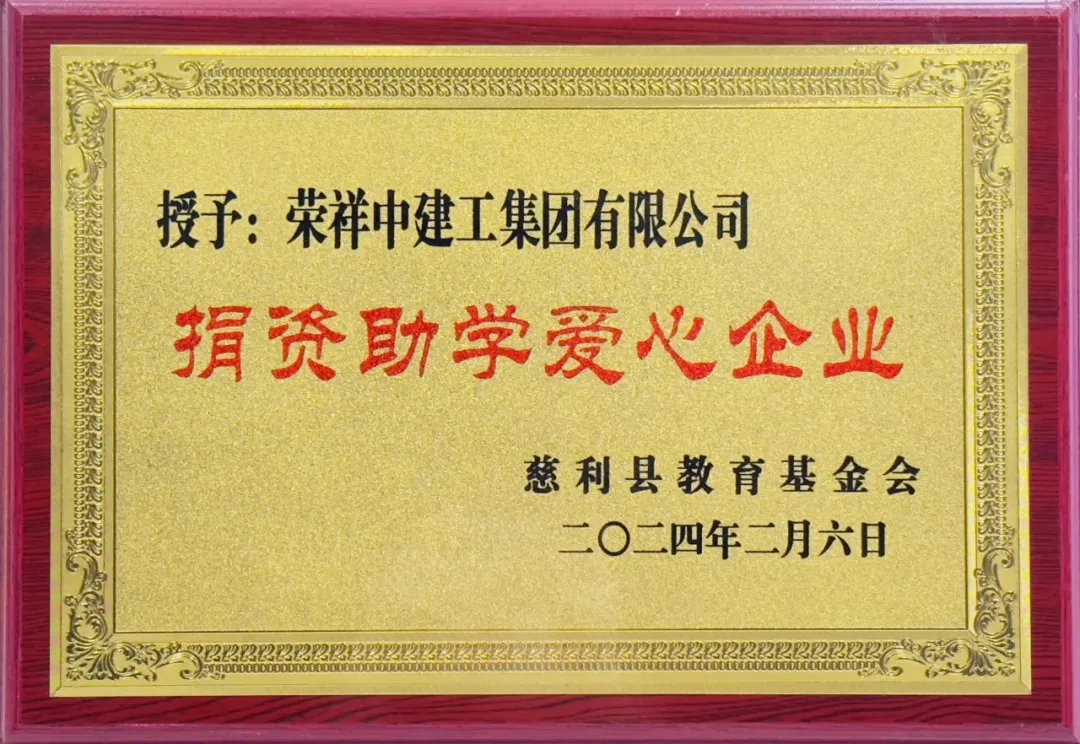 授予：荣祥中建工集团有限公司
捐资助学爱心企业
慈利县教育基金会
二〇二四年二月六日